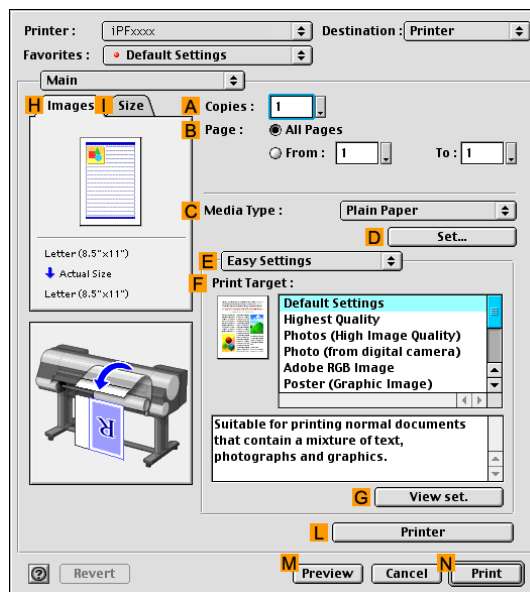 Printer : iPFxxxx Destination : Printer
Favorites : Default Settings
Main
H Images I Size
A Copies : 1
B Page : All Pages
From : 1 To : 1
C Media Type : Plain Paper
D Set...
Letter (8.5"x11")
Actual Size
Letter (8.5"x11")
E Easy Settings
F Print Target :
Default Settings
Highest Quality
Photos (High Image Quality)
Photo (from digital camera)
Adobe RGB Image
Poster (Graphic Image)
R
Suitable for printing normal documents
that contain a mixture of text,
photographs and graphics.
G View set.
L Printer
? Revert M Preview Cancel N Print